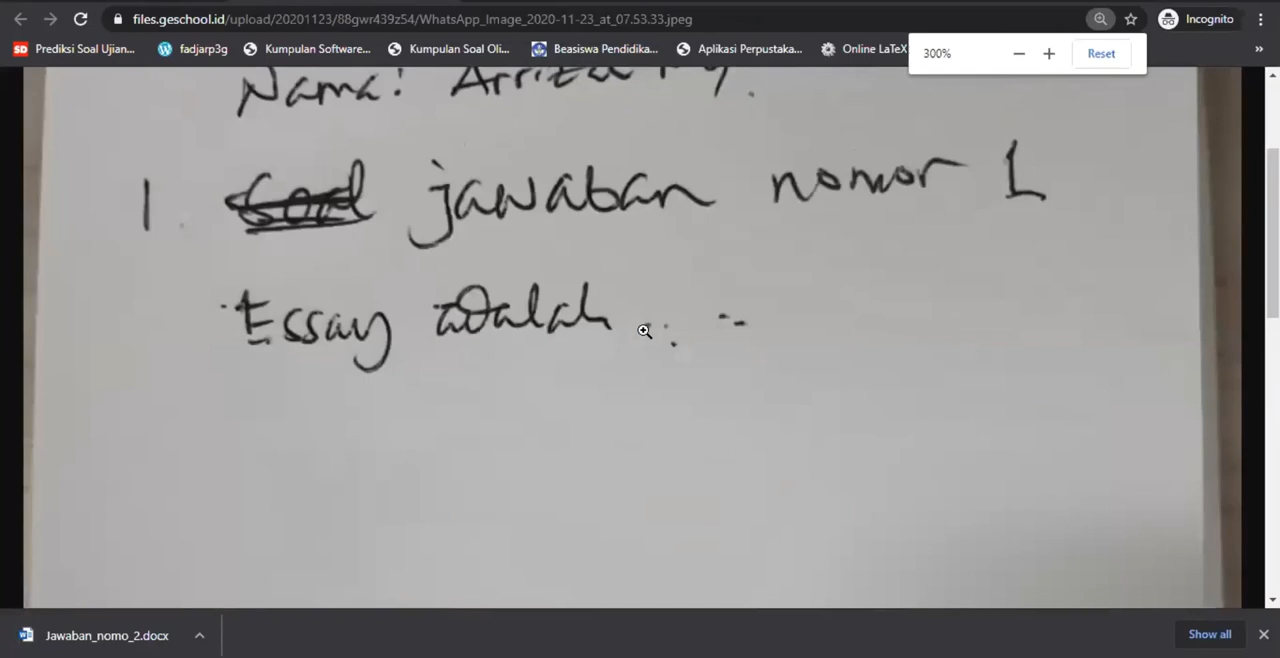 files.geschool.id/upload/20201123/88gwr439z54/WhatsApp_Image_2020-11-23_at_07.53.33.jpeg
Incognito
Prediksi Soal Ujian...
fadjarp3g
Kumpulan Software...
Kumpulan Soal Oli...
Beasiswa Pendidika...
Aplikasi Perpustaka...
Online LaTeX
»
300%
−
+
Reset
Nama:
1. jawaban nomor 1
Essay adalah . . --
Jawaban_nomo_2.docx
Show all